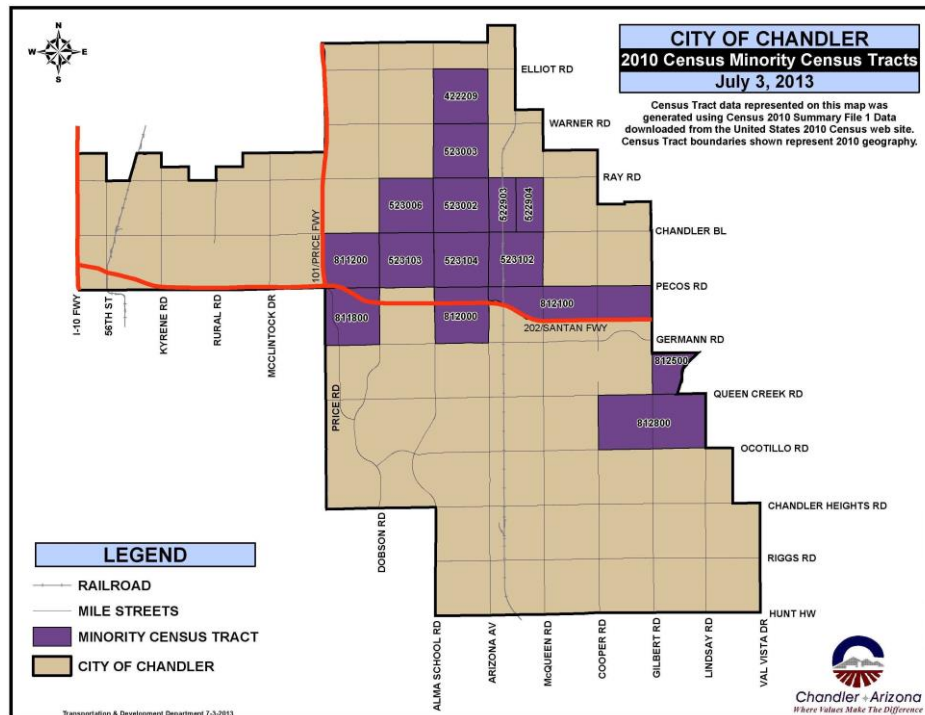 N
W E
S
CITY OF CHANDLER
2010 Census Minority Census Tracts
July 3, 2013
Census Tract data represented on this map was
generated using Census 2010 Summary File 1 Data
downloaded from the United States 2010 Census web site.
Census Tract boundaries shown represent 2010 geography.
ELLIOT RD
422209
WARNER RD
523003
RAY RD
523006
523002
522903
522904
CHANDLER BL
101/PRICE FWY
811200
523103
523104
523102
PECOS RD
812100
811800
812000
202/SANTAN FWY
I-10 FWY
56TH ST
KYRENE RD
RURAL RD
MCCLINTOCK DR
GERMANN RD
812500
PRICE RD
QUEEN CREEK RD
812800
OCOTILLO RD
CHANDLER HEIGHTS RD
DOBSON RD
RIGGS RD
HUNT HW
ALMA SCHOOL RD
ARIZONA AV
McQUEEN RD
COOPER RD
GILBERT RD
LINDSAY RD
VAL VISTA DR
LEGEND
RAILROAD
MILE STREETS
MINORITY CENSUS TRACT
CITY OF CHANDLER
Transportation & Development Department 7-3-2013
Chandler Arizona
Where Values Make The Difference